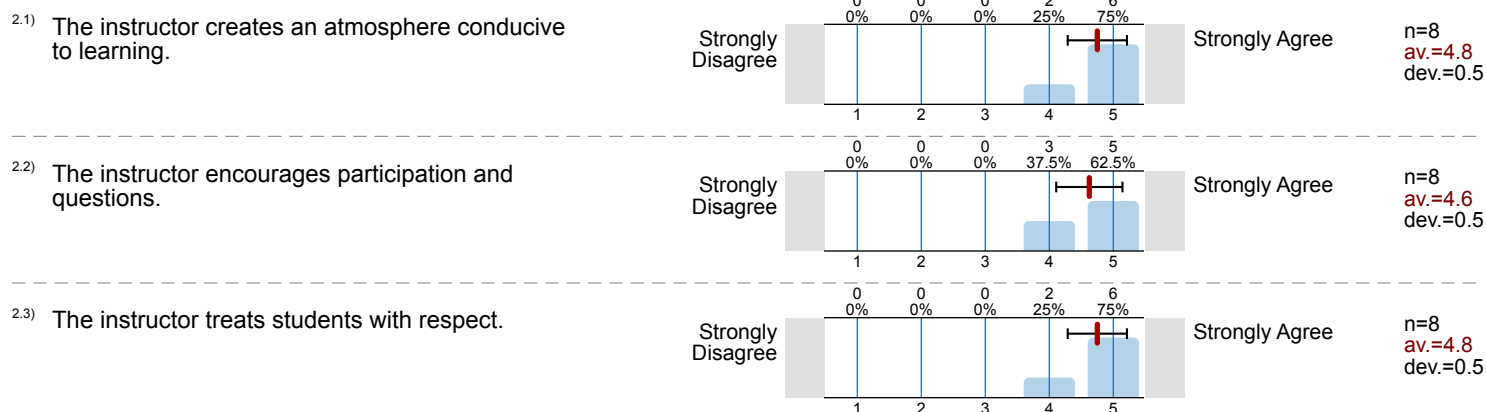 0 0 0 2 6
0% 0% 0% 25% 75%
2.1) The instructor creates an atmosphere conducive
to learning.
Strongly
Disagree
Strongly Agree
n=8
av.=4.8
dev.=0.5
1 2 3 4 5
0 0 0 3 5
0% 0% 0% 37.5% 62.5%
2.2) The instructor encourages participation and
questions.
Strongly
Disagree
Strongly Agree
n=8
av.=4.6
dev.=0.5
1 2 3 4 5
0 0 0 2 6
0% 0% 0% 25% 75%
2.3) The instructor treats students with respect.
Strongly
Disagree
Strongly Agree
n=8
av.=4.8
dev.=0.5
1 2 3 4 5